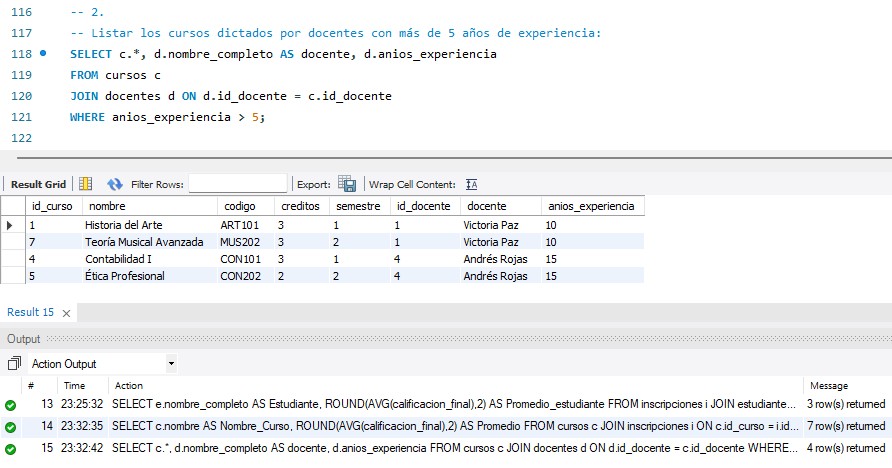 116 -- 2.
117 -- Listar los cursos dictados por docentes con más de 5 años de experiencia:
118 SELECT c.*, d.nombre_completo AS docente, d.anios_experiencia
119 FROM cursos c
120 JOIN docentes d ON d.id_docente = c.id_docente
121 WHERE anios_experiencia > 5;
122
Result Grid Filter Rows: Export: Wrap Cell Content: IA
id_curso nombre codigo creditos semestre id_docente docente anios_experiencia
1 Historia del Arte ART101 3 1 1 Victoria Paz 10
7 Teoría Musical Avanzada MUS202 3 2 1 Victoria Paz 10
4 Contabilidad I CON101 3 1 4 Andrés Rojas 15
5 Ética Profesional CON202 2 2 4 Andrés Rojas 15
Result 15
Output
Action Output
# Time Action Message
13 23:25:32 SELECT e.nombre_completo AS Estudiante, ROUND(AVG(calificacion_final),2) AS Promedio_estudiante FROM inscripciones i JOIN estudiante... 3 row(s) returned
14 23:32:35 SELECT c.nombre AS Nombre_Curso, ROUND(AVG(calificacion_final),2) AS Promedio FROM cursos c JOIN inscripciones i ON c.id_curso = i.id... 7 row(s) returned
15 23:32:42 SELECT c.*, d.nombre_completo AS docente, d.anios_experiencia FROM cursos c JOIN docentes d ON d.id_docente = c.id_docente WHERE... 4 row(s) returned